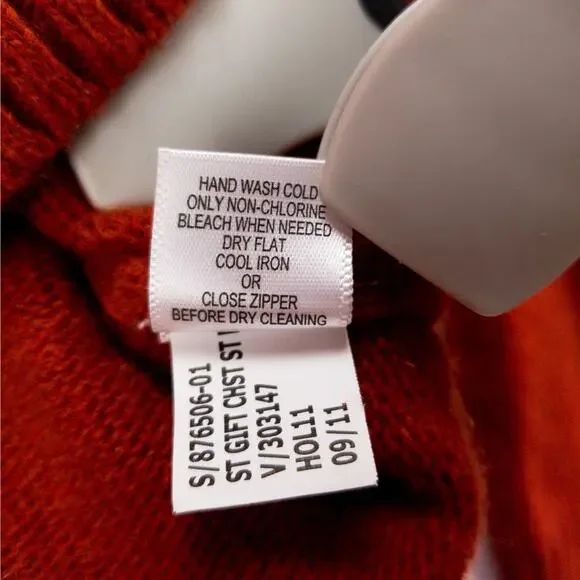 HAND WASH COLD
ONLY NON-CHLORINE
BLEACH WHEN NEEDED
DRY FLAT
COOL IRON
OR
CLOSE ZIPPER
BEFORE DRY CLEANING
S/876506-01
ST GIFT CHST ST
V/303147
HOL11
09/11